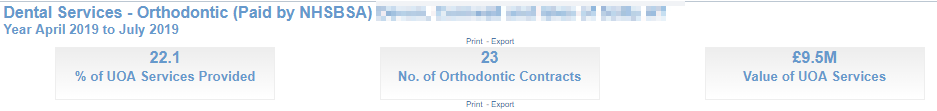 Dental Services - Orthodontic (Paid by NHSBSA)
Year April 2019 to July 2019
Print - Export
22.1
% of UOA Services Provided
23
No. of Orthodontic Contracts
£9.5M
Value of UOA Services
Print - Export